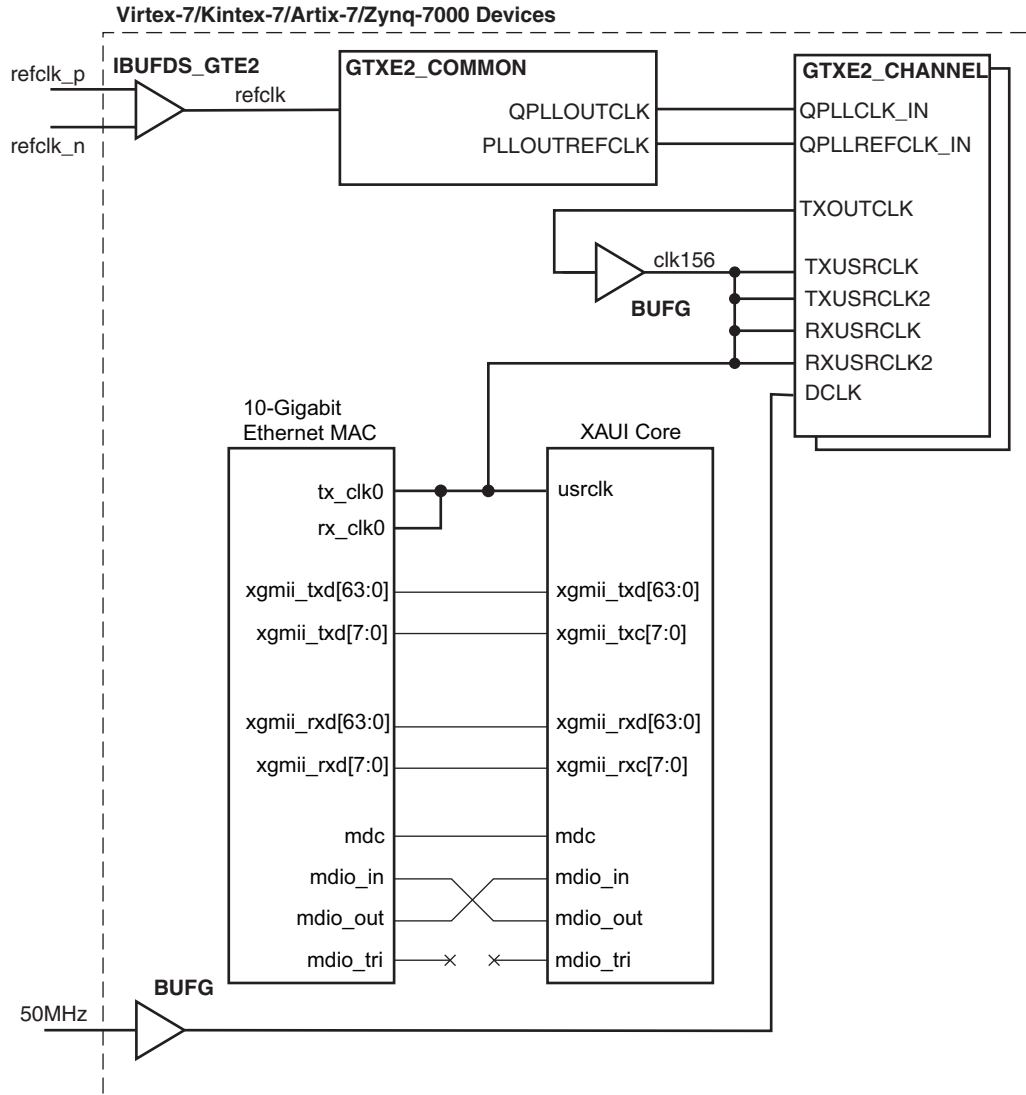 Virtex-7/Kintex-7/Artix-7/Zynq-7000 Devices
refclk_p
refclk_n
IBUFDS_GTE2
refclk
GTXE2_COMMON
QPLLOUTCLK
PLLOUTREFCLK
GTXE2_CHANNEL
QPLLCLK_IN
QPLLREFCLK_IN
TXOUTCLK
clk156
BUFG
TXUSRCLK
TXUSRCLK2
RXUSRCLK
RXUSRCLK2
DCLK
10-Gigabit
Ethernet MAC
tx_clk0
rx_clk0
xgmii_txd[63:0]
xgmii_txd[7:0]
xgmii_rxd[63:0]
xgmii_rxd[7:0]
mdc
mdio_in
mdio_out
mdio_tri
XAUI Core
usrclk
xgmii_txd[63:0]
xgmii_txc[7:0]
xgmii_rxd[63:0]
xgmii_rxc[7:0]
mdc
mdio_in
mdio_out
mdio_tri
BUFG
50MHz